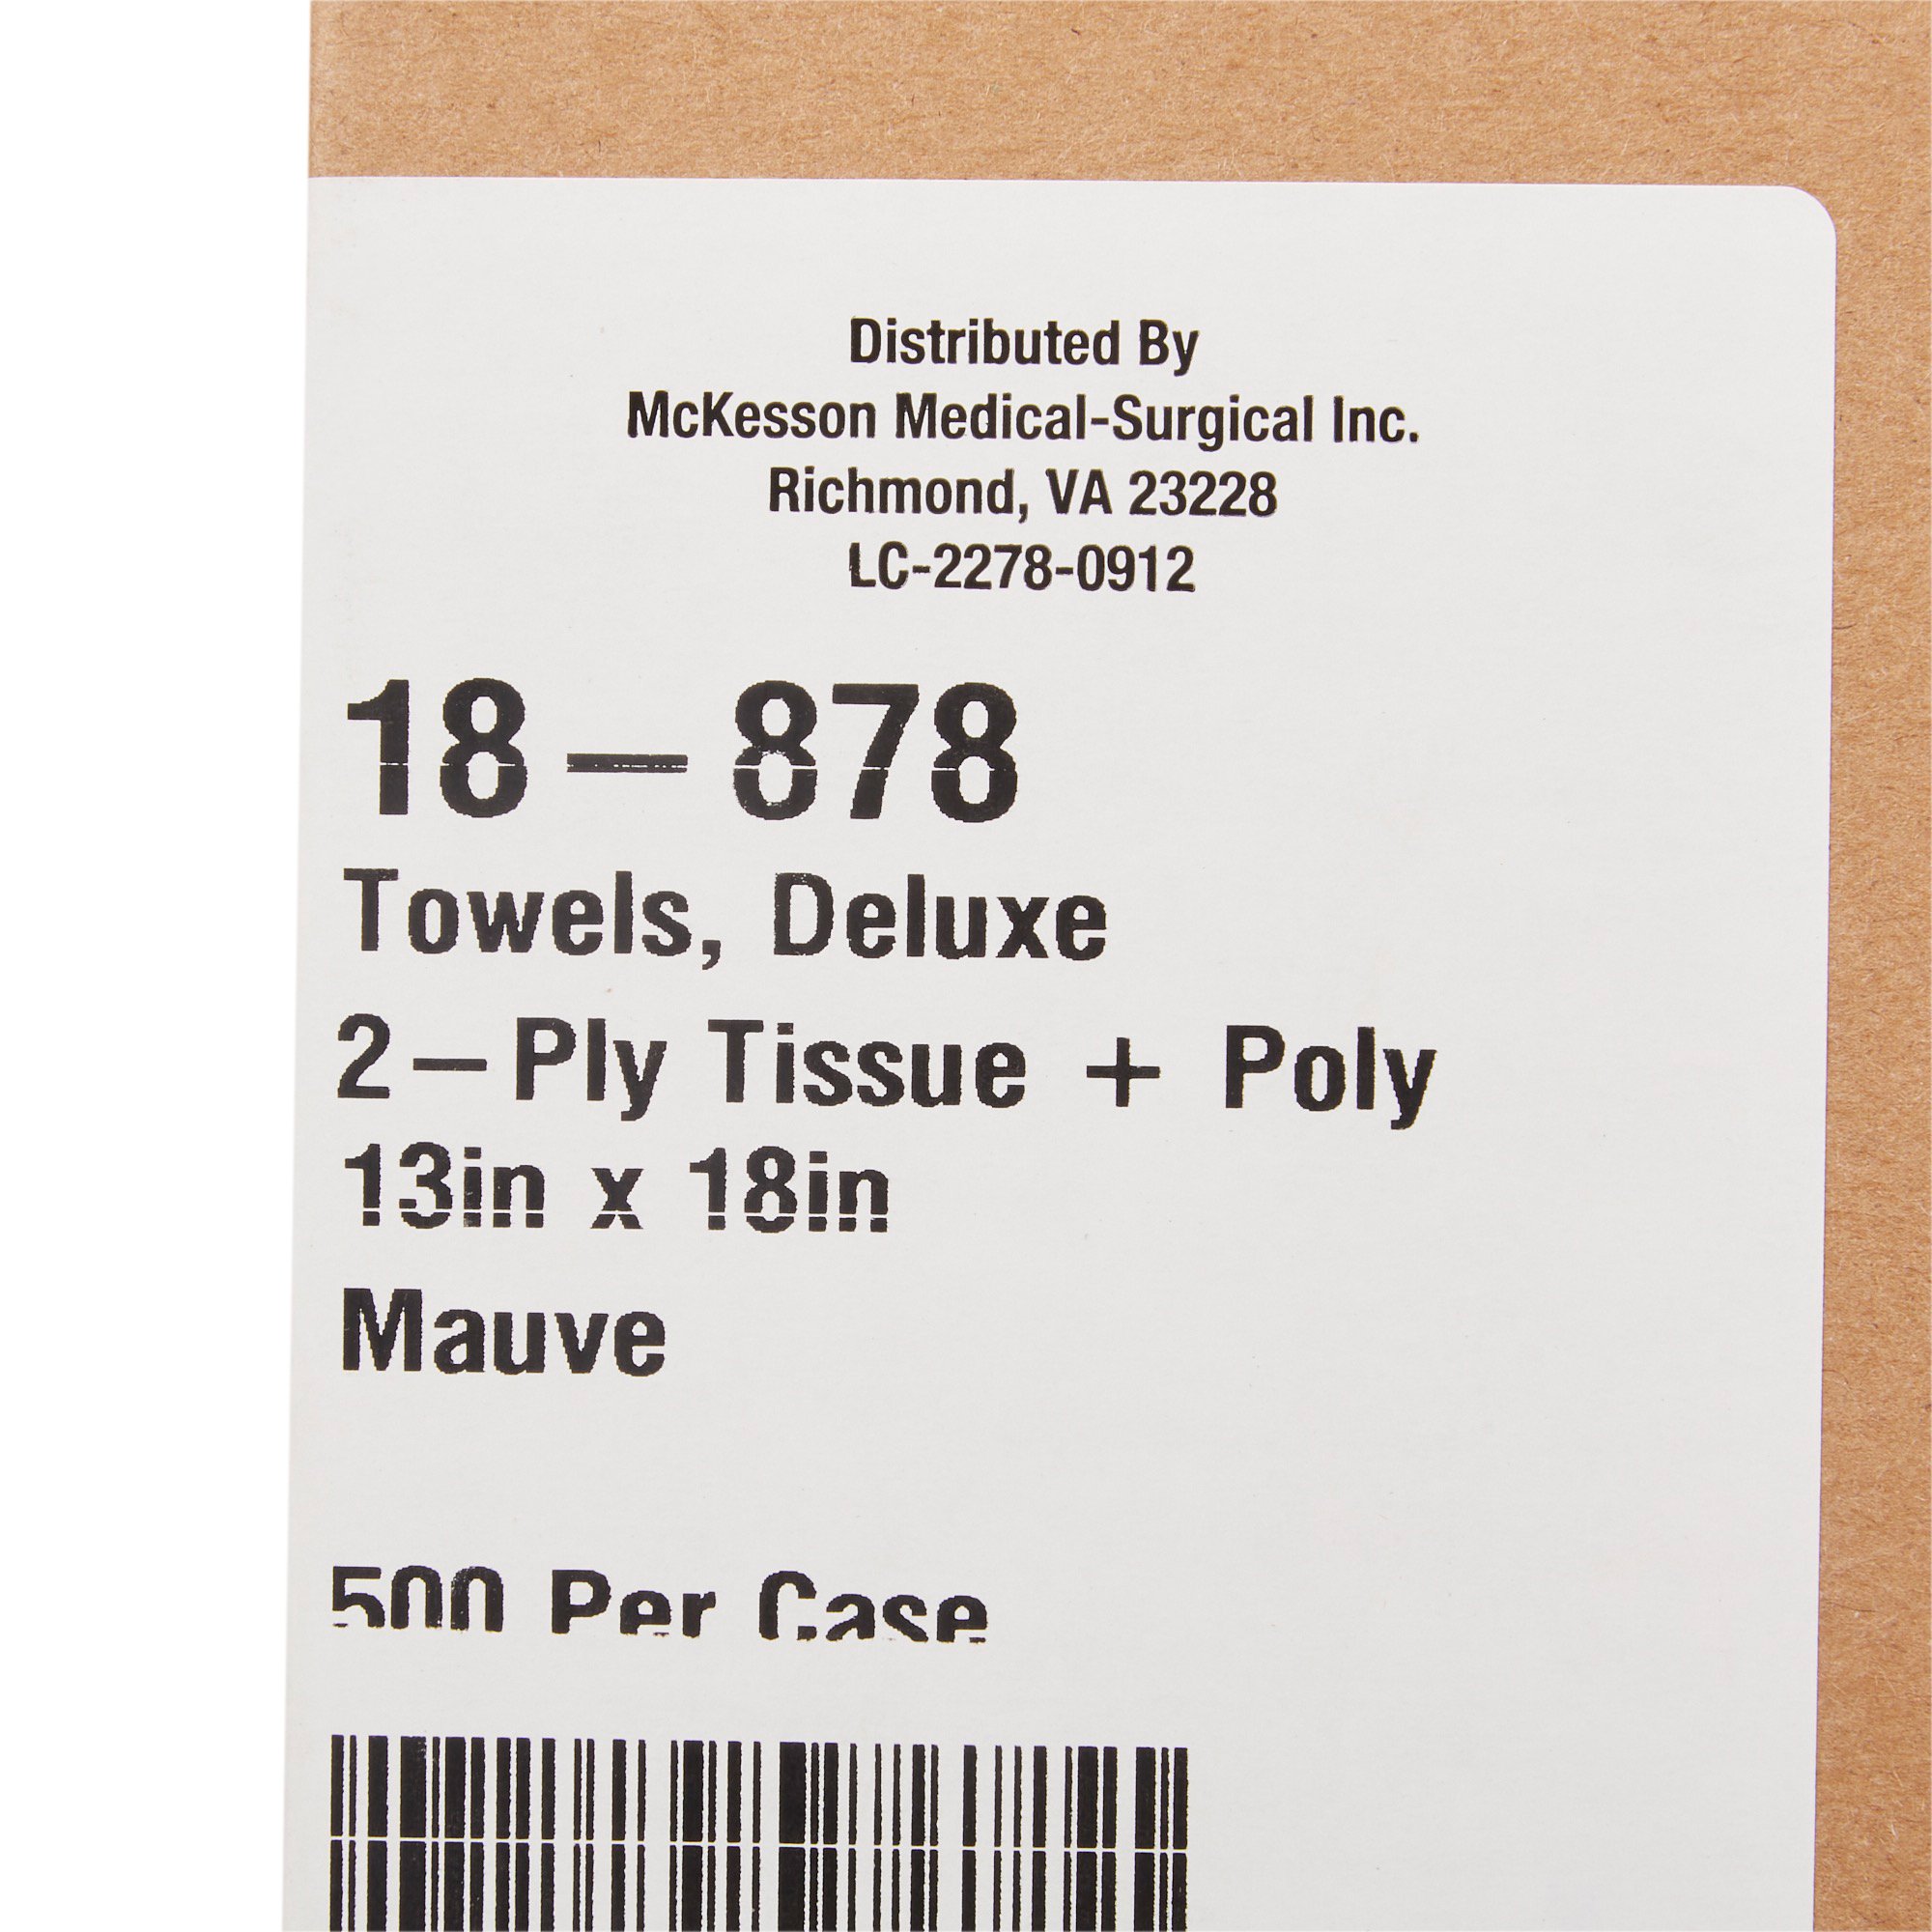 Distributed By
McKesson Medical-Surgical Inc.
Richmond, VA 23228
LC-2278-0912
18-878
Towels, Deluxe
2-Ply Tissue + Poly
13in x 18in
Mauve
500 Per Case